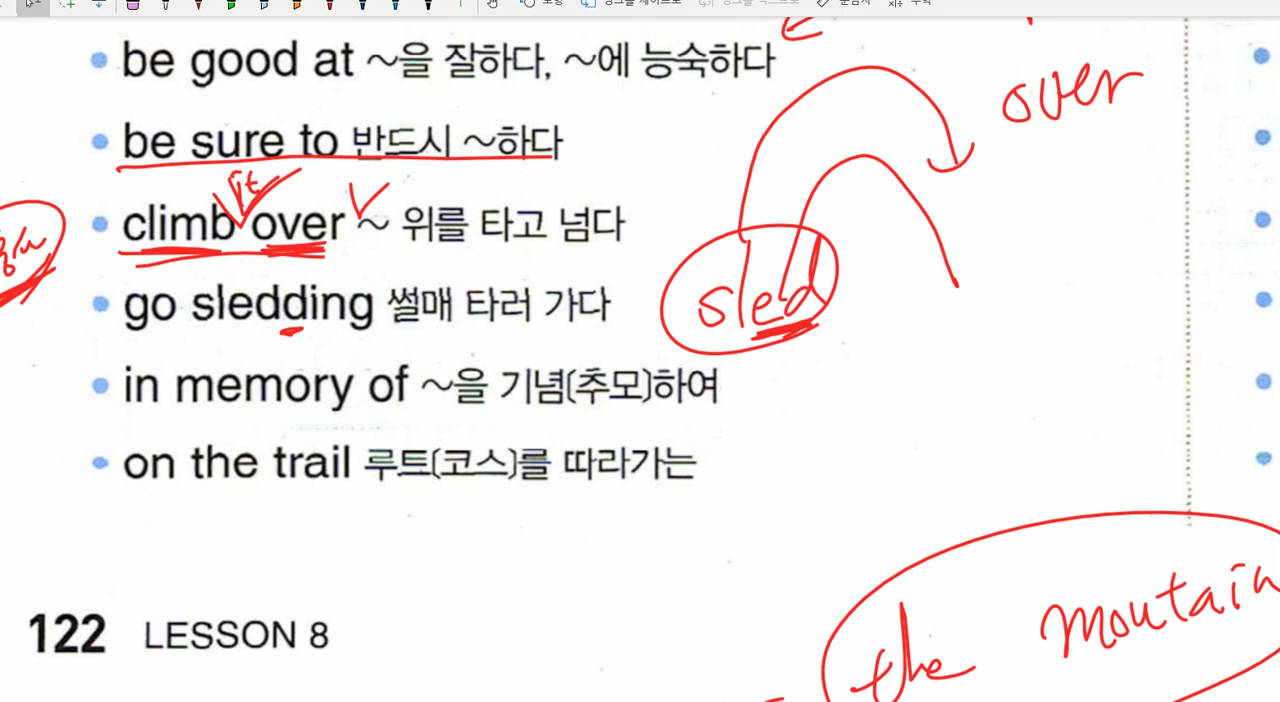 be good at ~을 잘하다, ~에 능숙하다
over
be sure to 반드시 ~하다
it
climb over ~ 위를 타고 넘다
go sledding 썰매 타러 가다
sled
in memory of ~을 기념(추모)하여
on the trail 루트(코스)를 따라가는
the moutain
122 LESSON 8